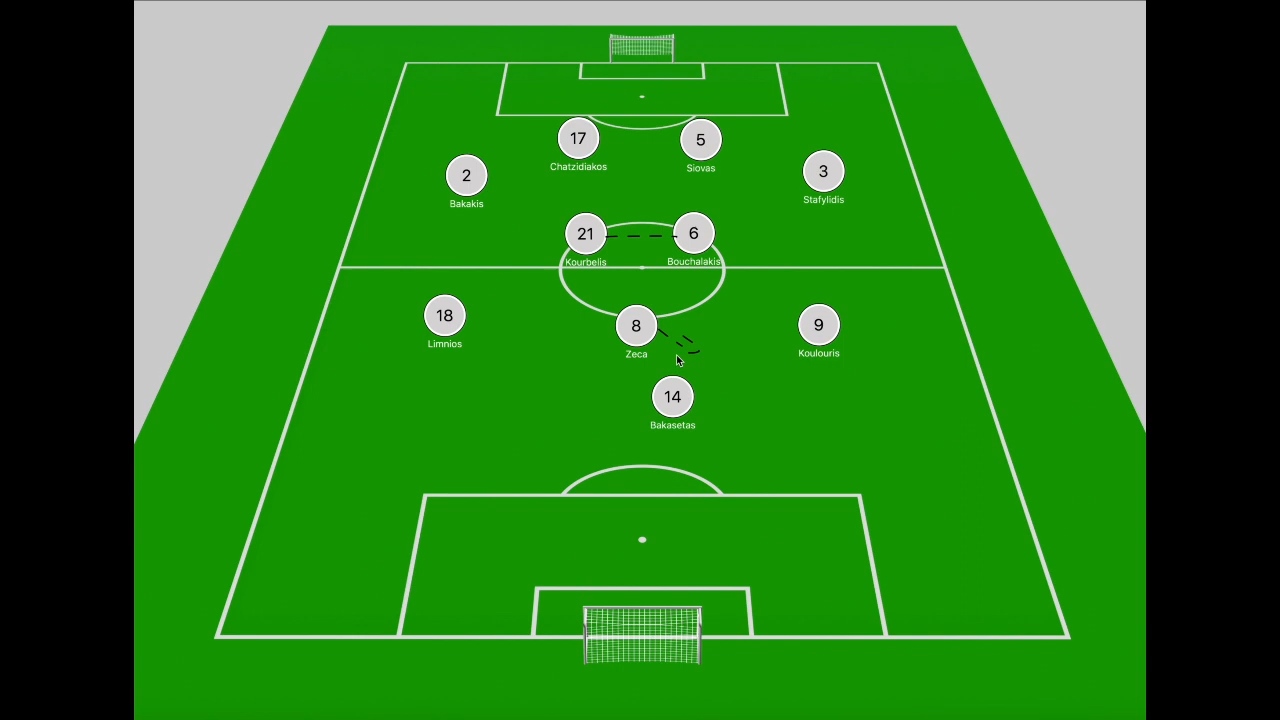 17
Chatzidiakos
5
Siovas
2
Bakakis
3
Stafylidis
21
Kourbelis
6
Bouchalakis
18
Limnios
8
Zeca
9
Koulouris
14
Bakasetas